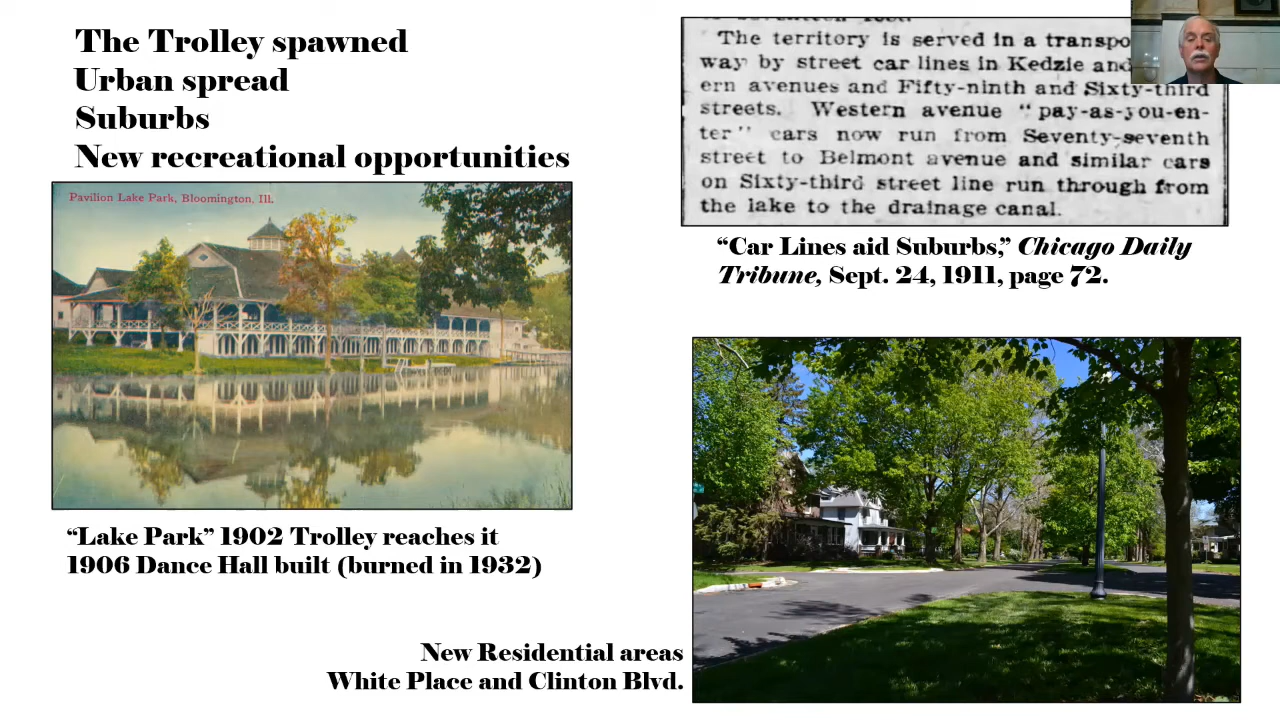 The Trolley spawned
Urban spread
Suburbs
New recreational opportunities
Pavilion Lake Park, Bloomington, Ill.
"Lake Park" 1902 Trolley reaches it
1906 Dance Hall built (burned in 1932)
The territory is served in a transpo
way by street car lines in Kedzie and
ern avenues and Fifty-ninth and Sixty-third
streets. Western avenue "pay-as-you-en-
ter" cars now run from Seventy-seventh
street to Belmont avenue and similar cars
on Sixty-third street line run through from
the lake to the drainage canal.
"Car Lines aid Suburbs," Chicago Daily
Tribune, Sept. 24, 1911, page 72.
New Residential areas
White Place and Clinton Blvd.